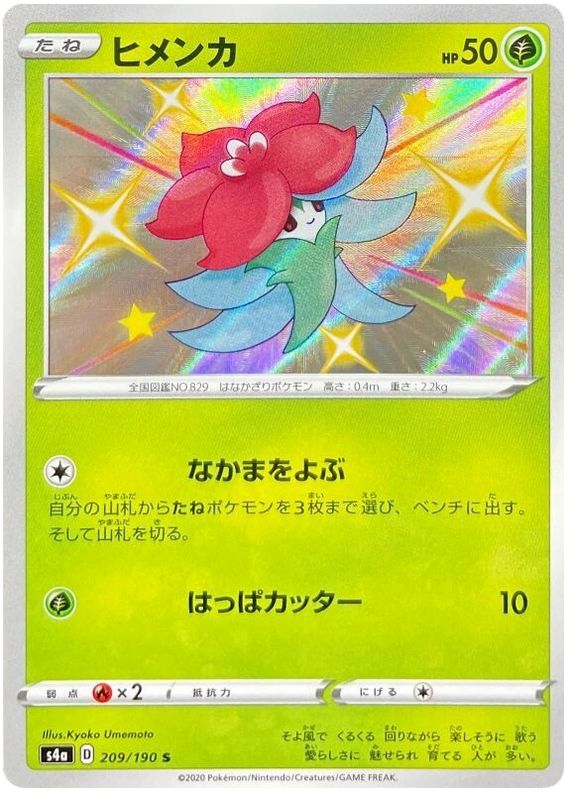 たね ヒメンカ HP50
全国図鑑NO.829 はなかざりポケモン 高さ:0.4m 重さ:2.2kg
なかまをよぶ
自分の山札からたねポケモンを3枚まで選び、ベンチに出す。
そして山札を切る。
はっぱカッター 10
弱点 ×2 抵抗力 にげる
Illus.Kyoko Umemoto
s4a D 209/190 S
そよ風で くるくる 回りながら 楽しそうに 歌う
愛らしさに 魅せられ 育てる 人が 多い。
©2020 Pokémon/Nintendo/Creatures/GAME FREAK.